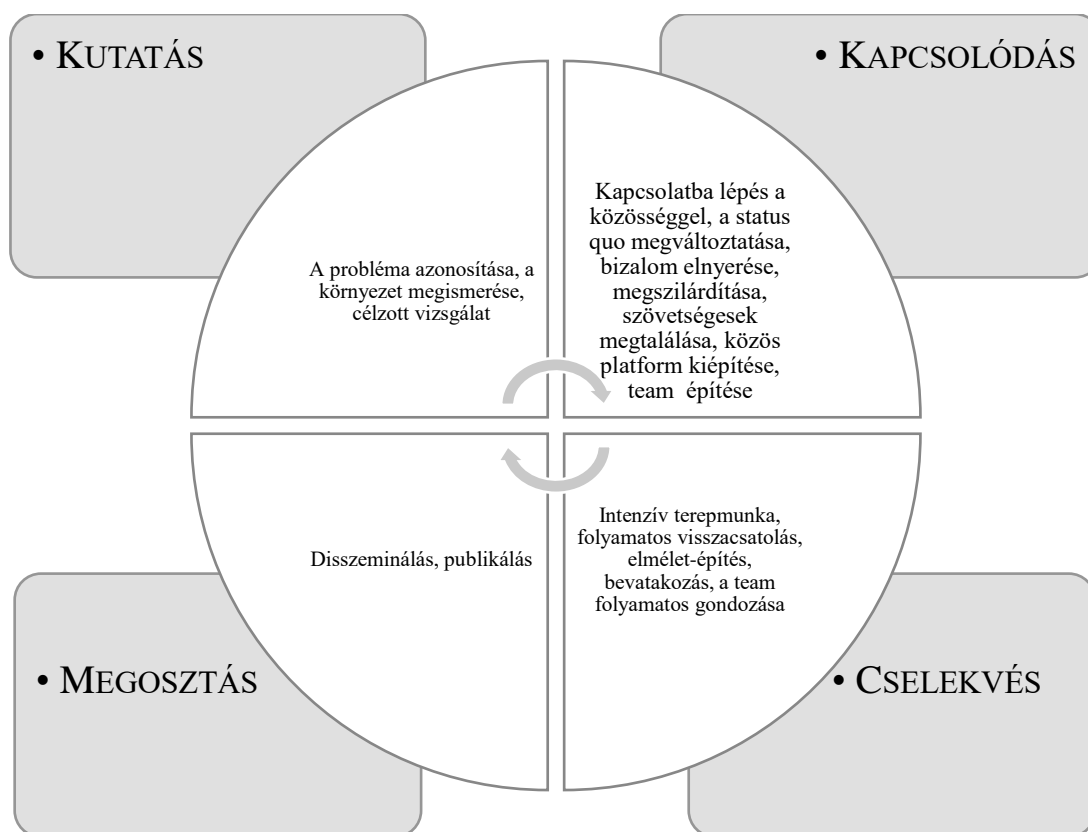 • KUTATÁS
A probléma azonosítása, a
környezet megismerése,
célzott vizsgálat
• KAPCSOLÓDÁS
Kapcsolatba lépés a
közösséggel, a status
quo megváltoztatása,
bizalom elnyerése,
megszilárdítása,
szövetségesek
megtalálása, közös
platform kiépítése,
team építése
Intenzív terepmunka,
folyamatos visszacsatolás,
elmélet-építés,
bevatakozás, a team
folyamatos gondozása
• CSELEKVÉS
Disszeminálás, publikálás
• MEGOSZTÁS